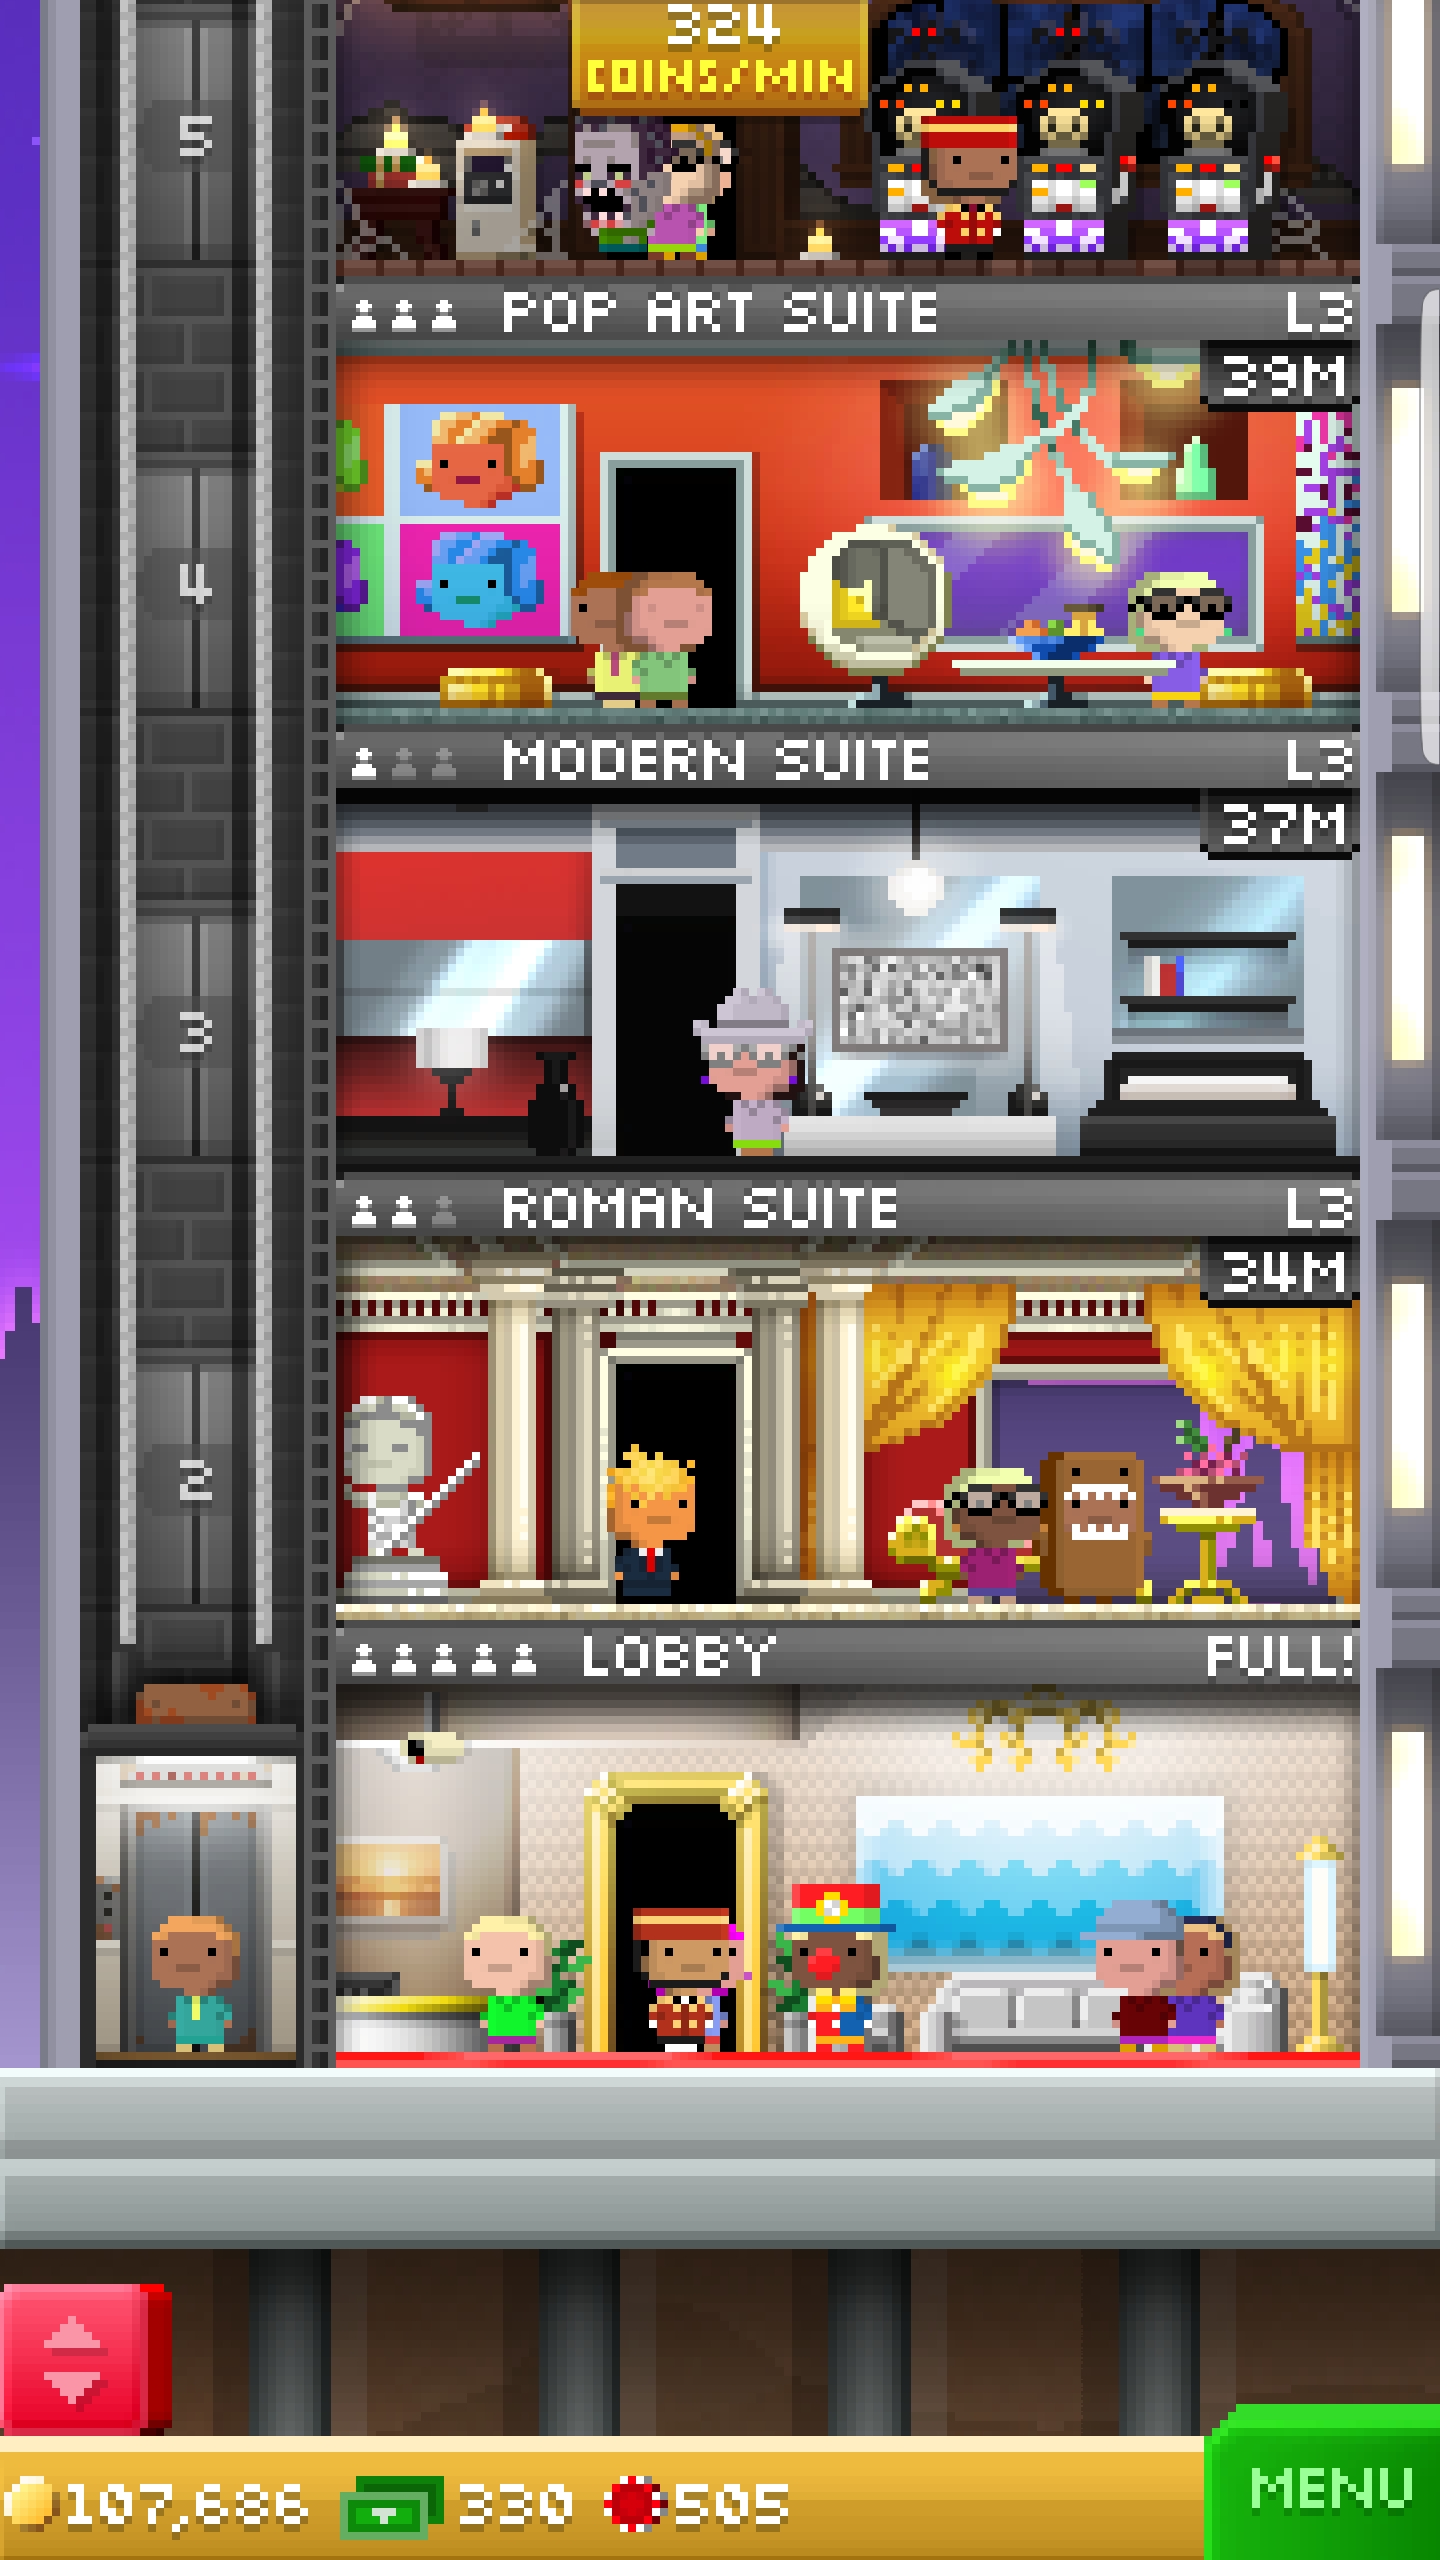 324
COINS/MIN
5
POP ART SUITE L3
39M
4
MODERN SUITE L3
37M
3
ROMAN SUITE L3
34M
2
LOBBY FULL!
107,686 330 505
MENU